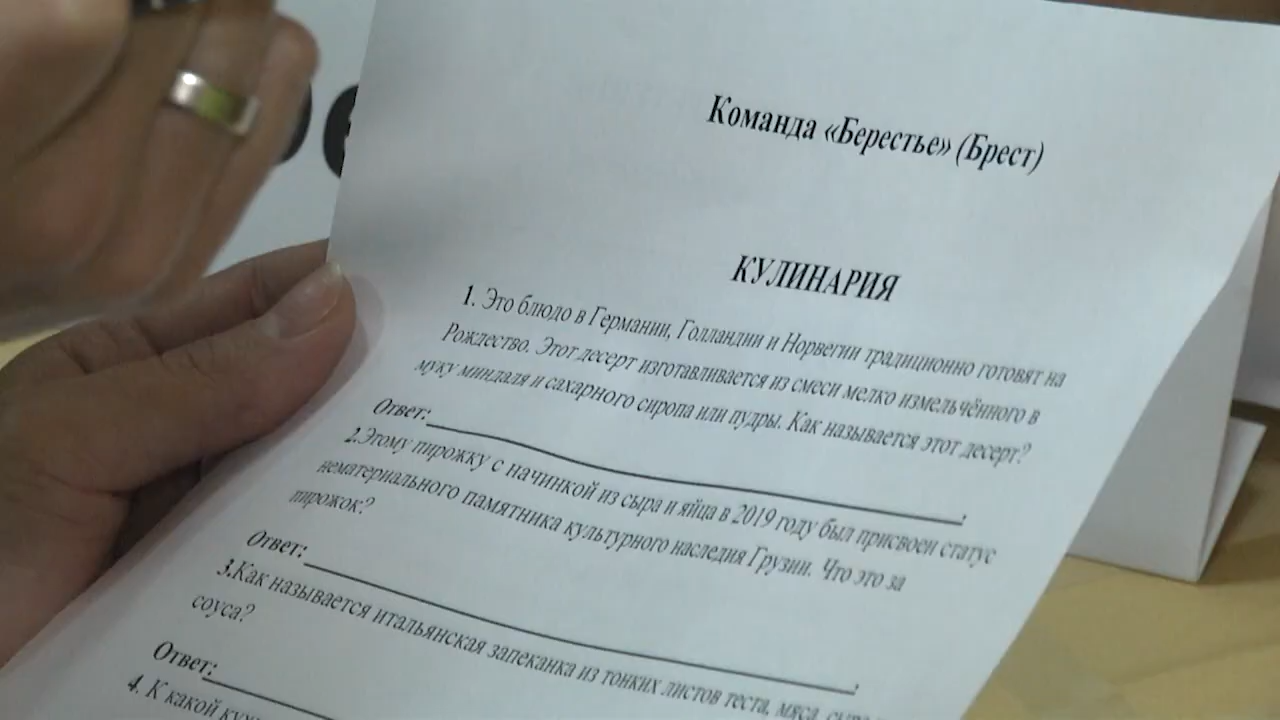 Команда «Берестье» (Брест)
КУЛИНАРИЯ
1. Это блюдо в Германии, Голландии и Норвегии традиционно готовят на
Рождество. Этот десерт изготавливается из смеси мелко измельчённого в
муку миндаля и сахарного сиропа или пудры. Как называется этот десерт?
Ответ:
2.Этому пирожку с начинкой из сыра и яйца в 2019 году был присвоен статус
нематериального памятника культурного наследия Грузии. Что это за
пирожок?
Ответ:
3.Как называется итальянская запеканка из тонких листов теста, мяса, сыра
соуса?
Ответ:
4. К какой